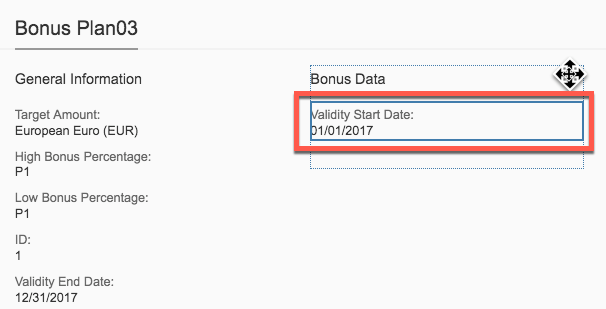 Bonus Plan03
General Information
Target Amount:
European Euro (EUR)
High Bonus Percentage:
P1
Low Bonus Percentage:
P1
ID:
1
Validity End Date:
12/31/2017
Bonus Data
Validity Start Date:
01/01/2017